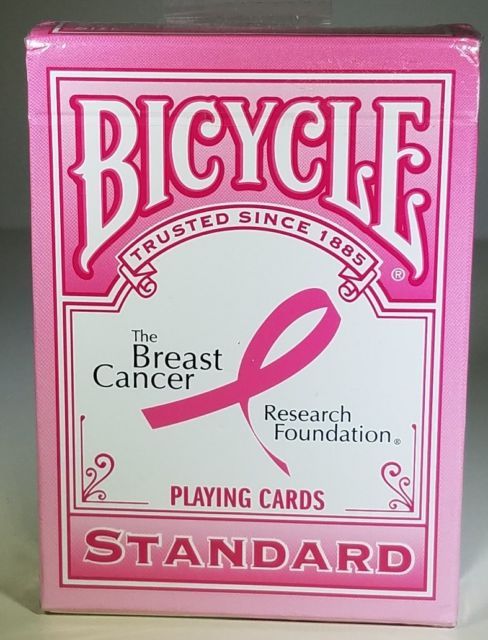 BICYCLE
®
TRUSTED SINCE 1885
The
Breast
Cancer
Research
Foundation®
PLAYING CARDS
STANDARD